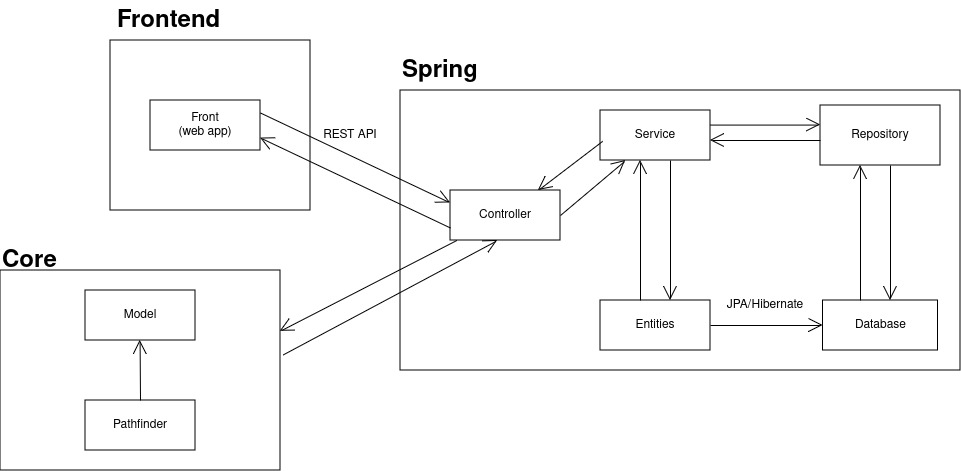 Frontend
Front
(web app)
REST API
Spring
Service
Repository
Controller
Entities
JPA/Hibernate
Database
Core
Model
Pathfinder